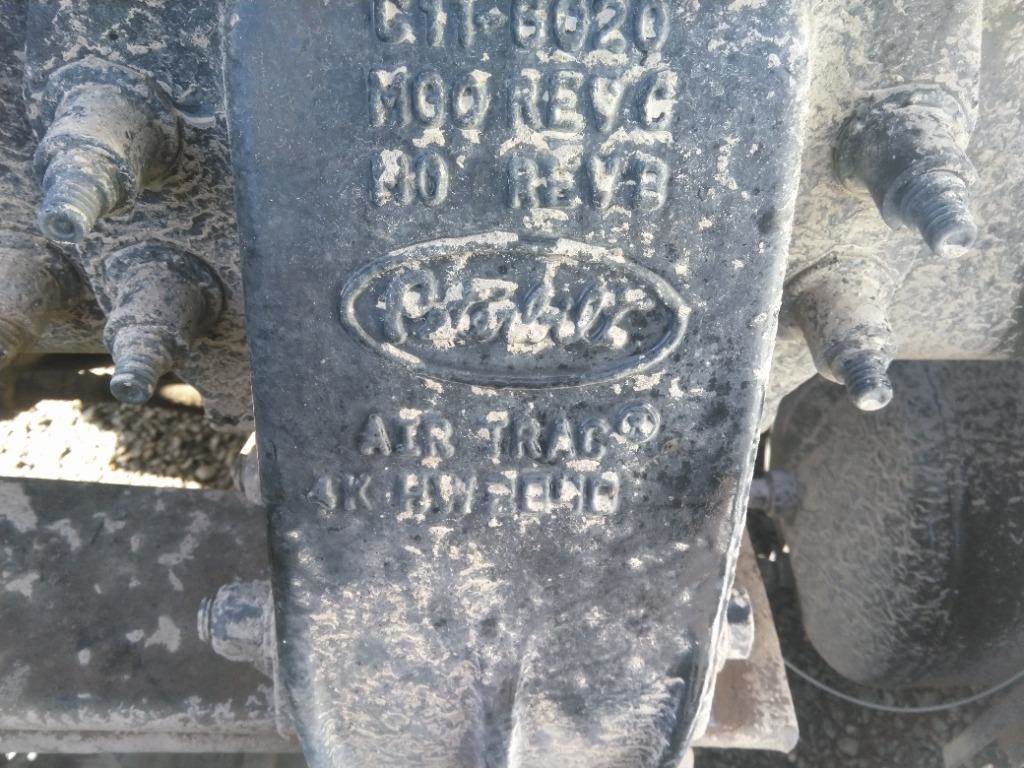 C11-6020
M00 REV C
M0 REV B
Peterbilt
AIR TRAC®